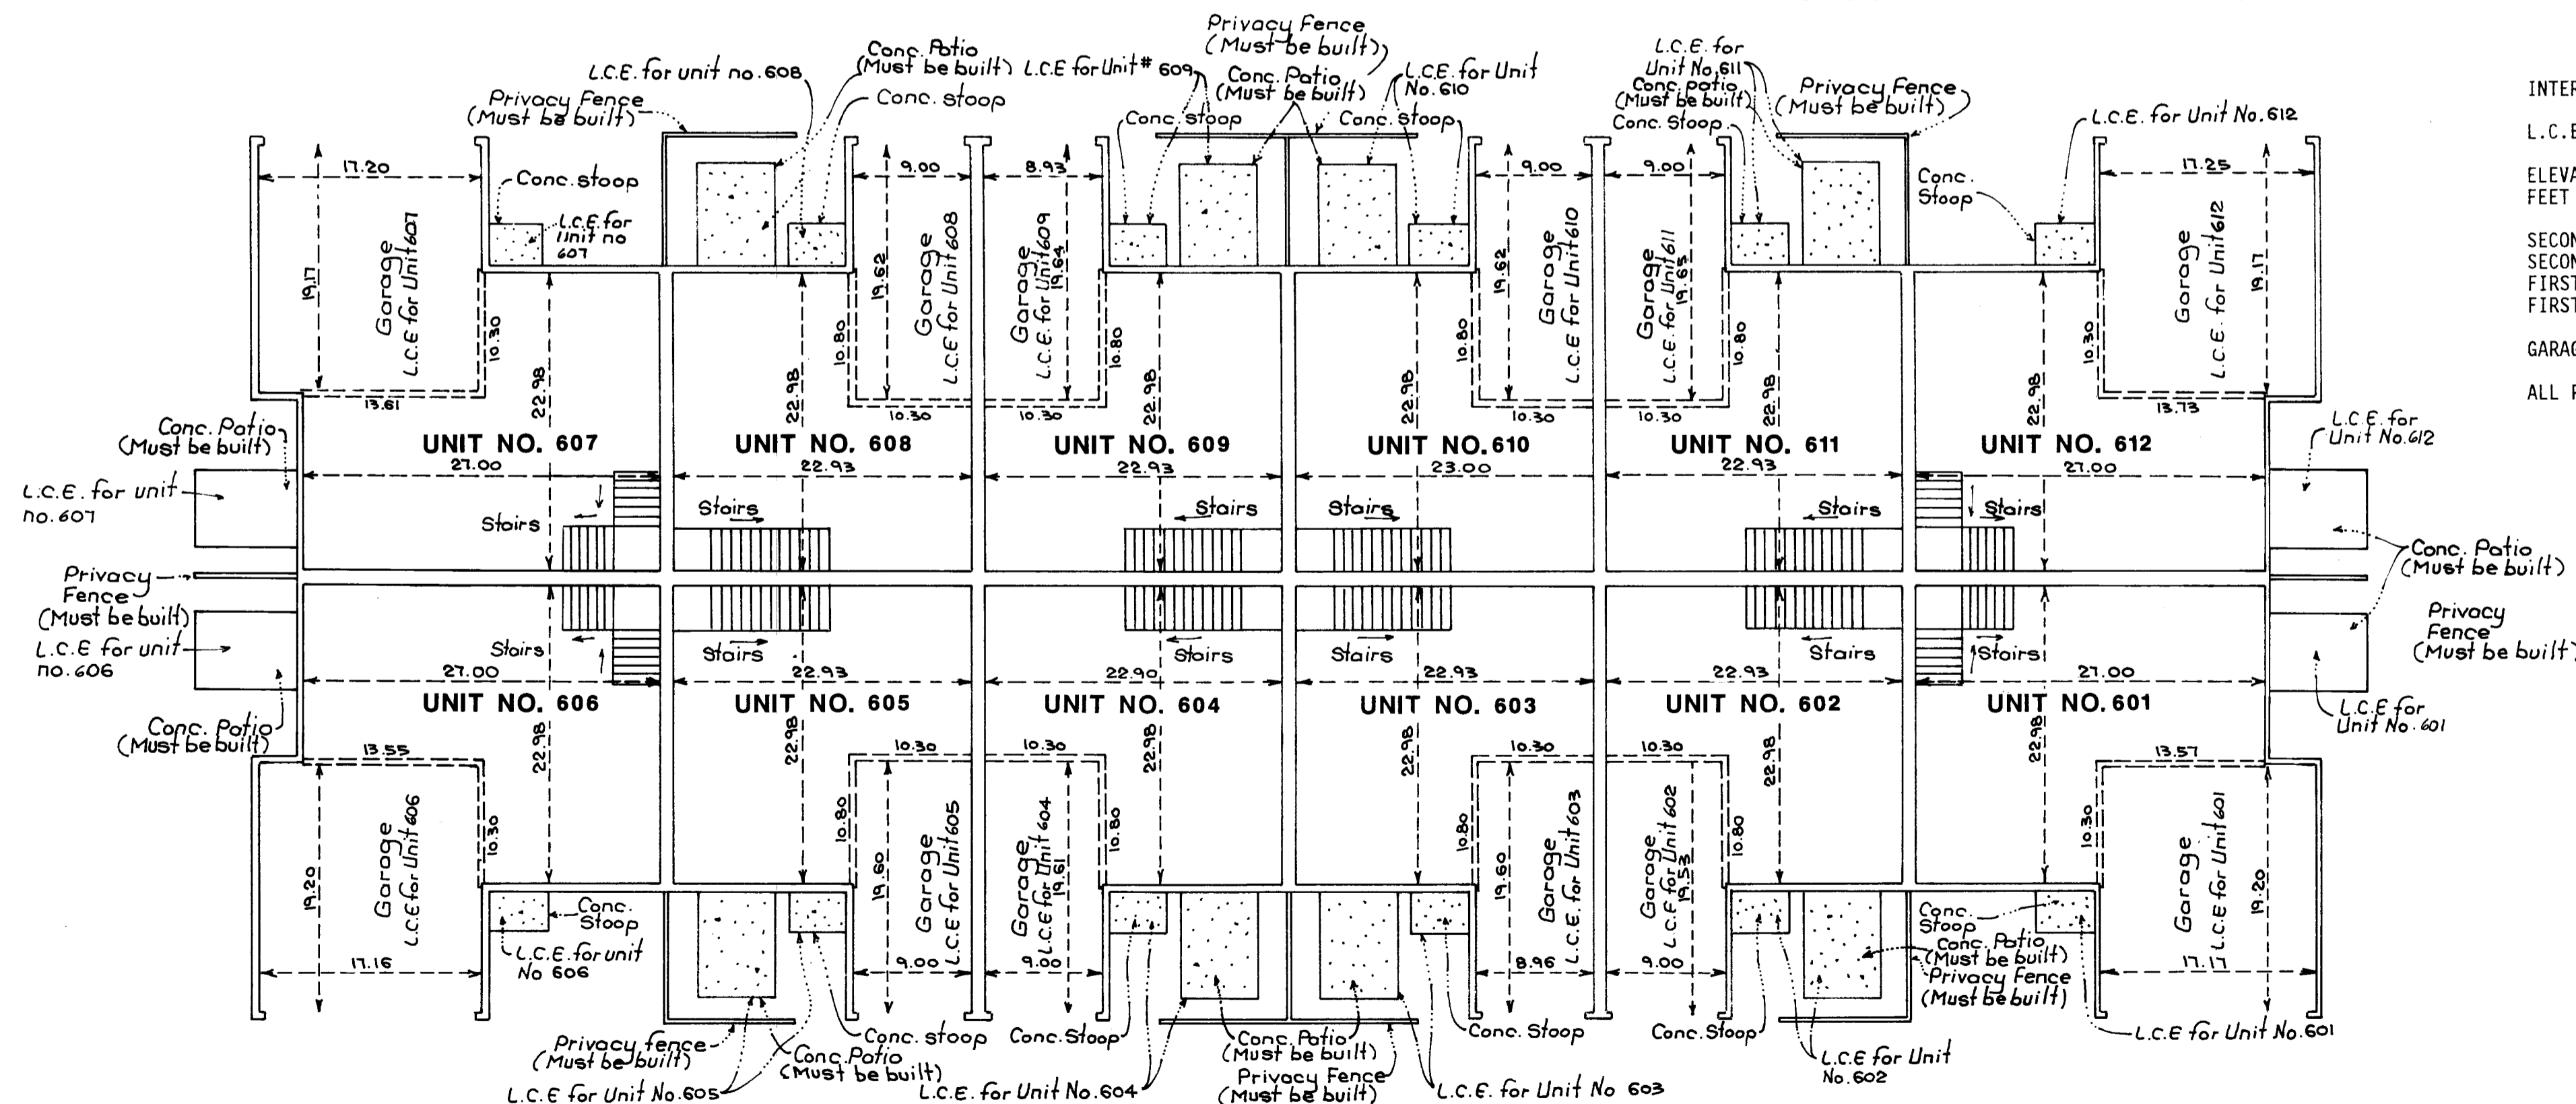 Privacy Fence
(Must be built)
L.C.E. for unit no. 608
Conc. Patio
(Must be built)
L.C.E for Unit# 609
Conc. Patio
(Must be built)
L.C.E. for Unit
No. 610
L.C.E. for
Unit No. 611
Conc. patio
(Must be built)
Conc. Stoop
Privacy Fence
(Must be built)
L.C.E. for Unit No. 612
Privacy Fence
(Must be built)
Conc. stoop
Conc. stoop
Conc. stoop
INTER
L.C.E
ELEVA
FEET
SECON
SECON
FIRST
FIRST
GARAG
ALL P
17.20
9.00
8.93
9.00
9.00
17.25
Conc. stoop
L.C.E. for
Unit no
607
Conc.
Stoop
19.17
Garage
L.C.E for Unit 607
10.30
13.61
22.98
22.98
10.80
19.62
Garage
L.C.E for Unit 608
10.30
Garage
L.C.E for Unit 609
19.64
10.80
10.30
22.98
22.98
10.80
19.62
Garage
L.C.E for Unit 610
10.30
Garage
L.C.E. for Unit 611
19.65
10.80
10.30
22.98
22.98
10.30
Garage
L.C.E. for Unit 612
19.17
13.73
Conc. Patio
(Must be built)
L.C.E. for unit
no. 607
UNIT NO. 607
27.00
Stairs
UNIT NO. 608
22.93
Stairs
UNIT NO. 609
22.93
Stairs
UNIT NO. 610
23.00
Stairs
UNIT NO. 611
22.93
Stairs
UNIT NO. 612
27.00
Stairs
L.C.E. for
Unit No. 612
Conc. Patio
(Must be built)
Privacy
Fence
(Must be built)
L.C.E for unit
no. 606
Conc. Patio
(Must be built)
Stairs
27.00
UNIT NO. 606
Stairs
22.93
UNIT NO. 605
Stairs
22.90
UNIT NO. 604
Stairs
22.93
UNIT NO. 603
Stairs
22.93
UNIT NO. 602
Stairs
27.00
UNIT NO. 601
Privacy
Fence
(Must be built)
L.C.E for
Unit No. 601
13.55
19.20
Garage
L.C.E for Unit 606
10.30
22.98
22.98
10.30
10.80
19.60
Garage
L.C.E for Unit 605
10.30
Garage
L.C.E for Unit 604
19.61
10.80
22.98
22.98
10.30
10.80
19.60
Garage
L.C.E. for Unit 603
10.30
Garage
L.C.E for Unit 602
19.53
10.80
22.98
22.98
13.57
10.30
Garage
L.C.E for Unit 601
19.20
17.16
9.00
9.00
8.96
9.00
17.17
Conc.
Stoop
L.C.E. for unit
No 606
Conc.
Stoop
Conc. Patio
(Must be built)
Privacy Fence
(Must be built)
Privacy fence
(Must be built)
Conc. Patio
(Must be built)
Conc. stoop
L.C.E for Unit No. 605
Conc. Stoop
L.C.E. for Unit No. 604
Conc. Patio
(Must be built)
Privacy Fence
(Must be built)
Conc. Stoop
L.C.E. for Unit No 603
Conc. Stoop
L.C.E for Unit
No. 602
L.C.E for Unit No. 601